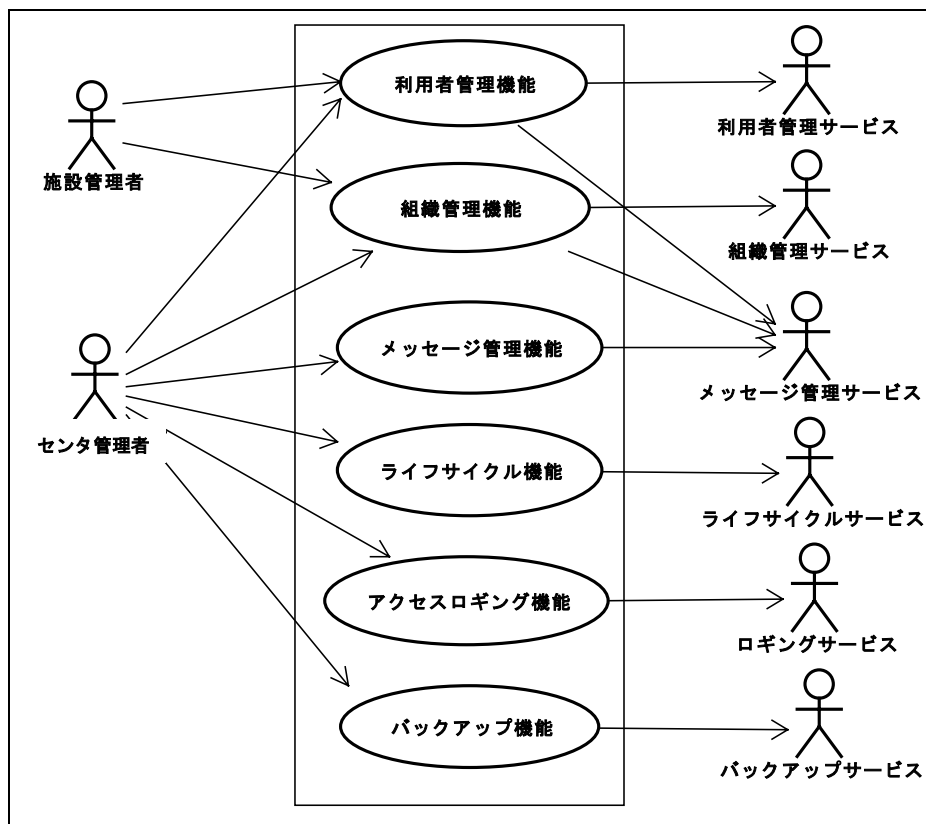 利用者管理機能
利用者管理サービス
施設管理者
組織管理機能
組織管理サービス
メッセージ管理機能
メッセージ管理サービス
センタ管理者
ライフサイクル機能
ライフサイクルサービス
アクセスロギング機能
ロギングサービス
バックアップ機能
バックアップサービス